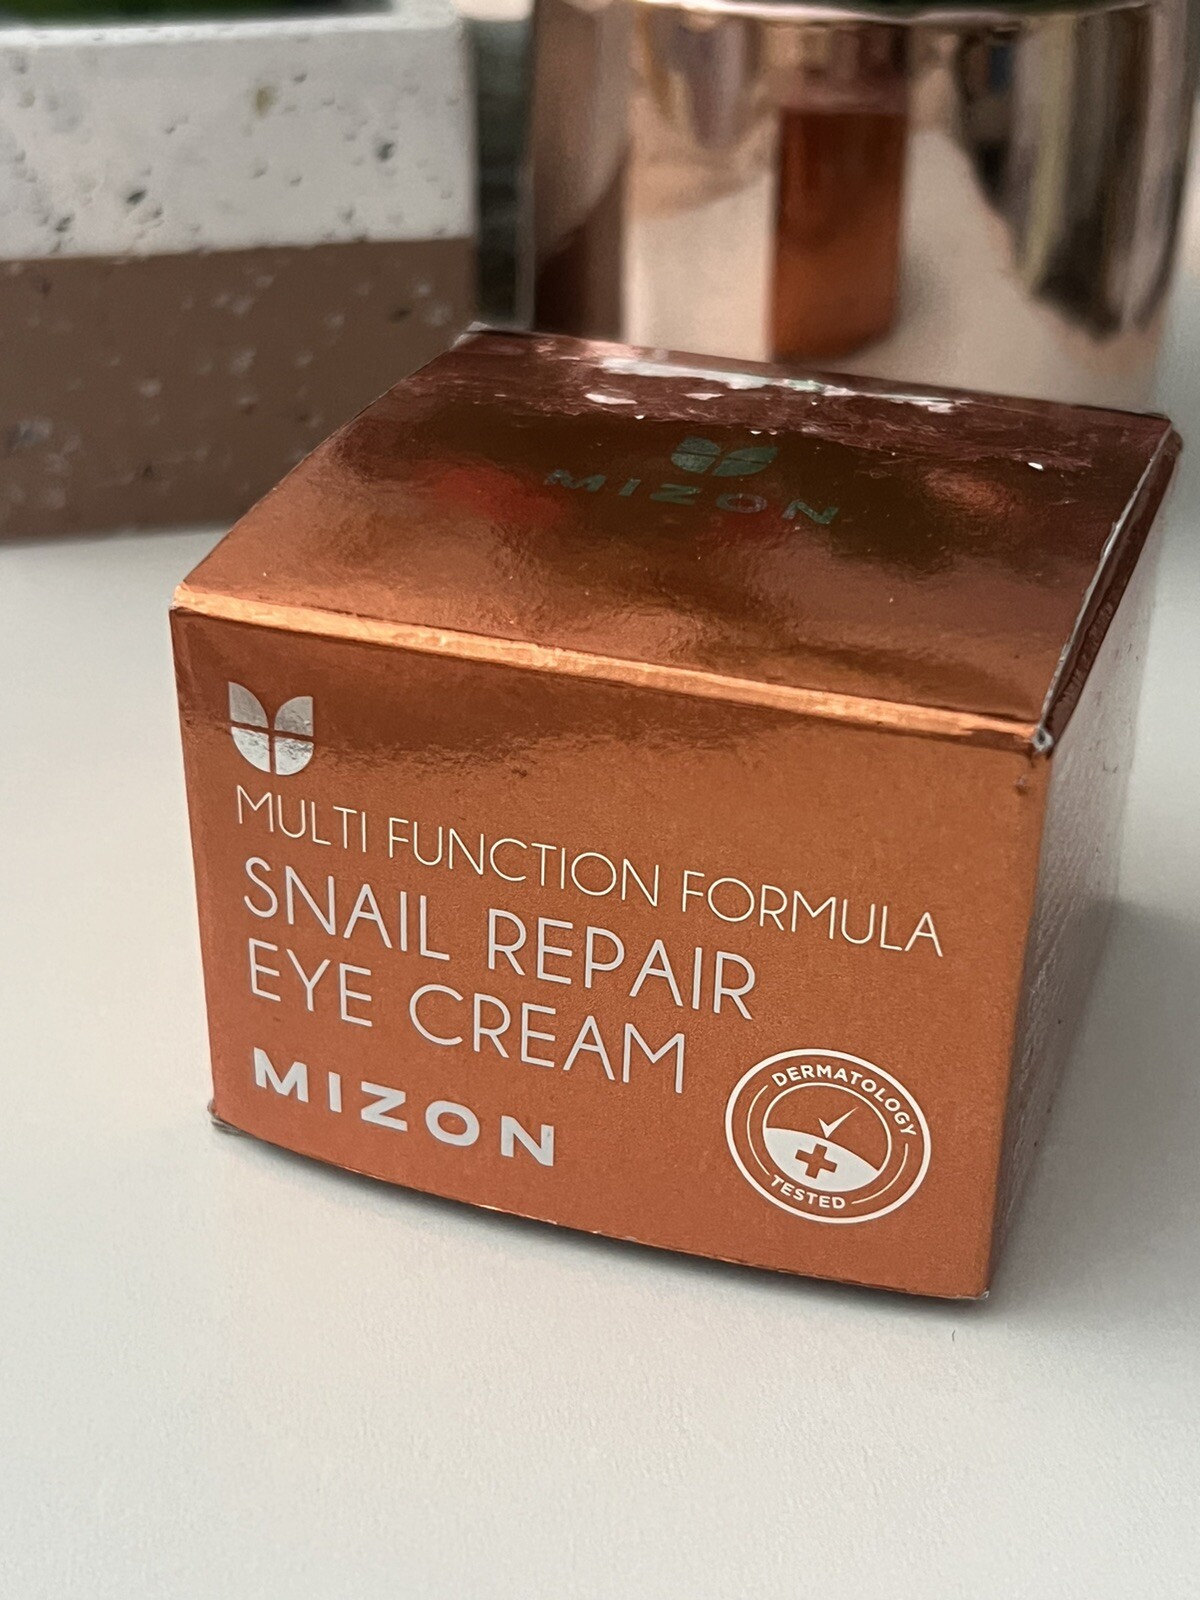 MIZON
MULTI FUNCTION FORMULA
SNAIL REPAIR
EYE CREAM
MIZON
DERMATOLOGY
TESTED